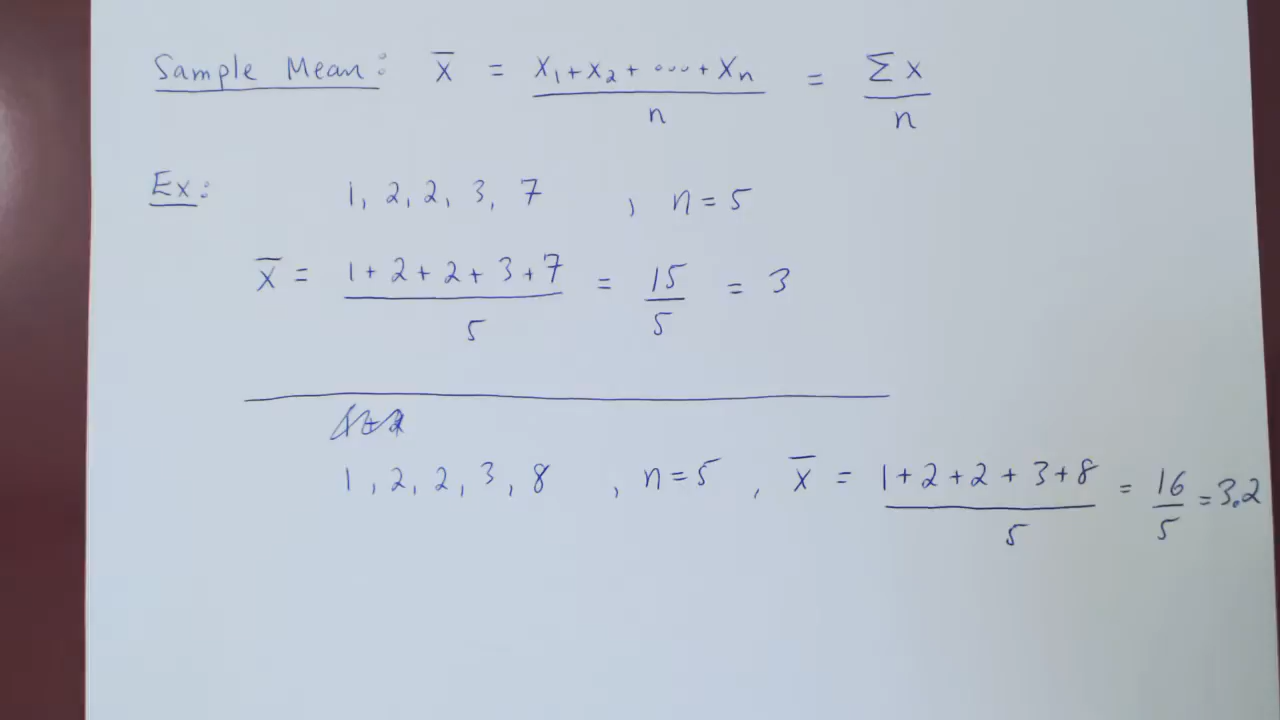 Sample Mean: x̄ = (x₁ + x₂ + ... + xₙ)/n = Σx/n
Ex: 1, 2, 2, 3, 7 , n = 5
x̄ = (1 + 2 + 2 + 3 + 7)/5 = 15/5 = 3
1, 2, 2, 3, 8 , n = 5 , x̄ = (1 + 2 + 2 + 3 + 8)/5 = 16/5 = 3.2